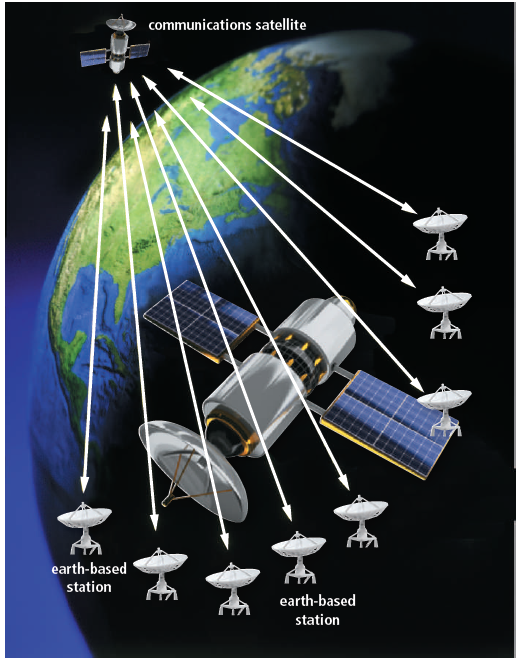 communications satellite
earth-based
station
earth-based
station